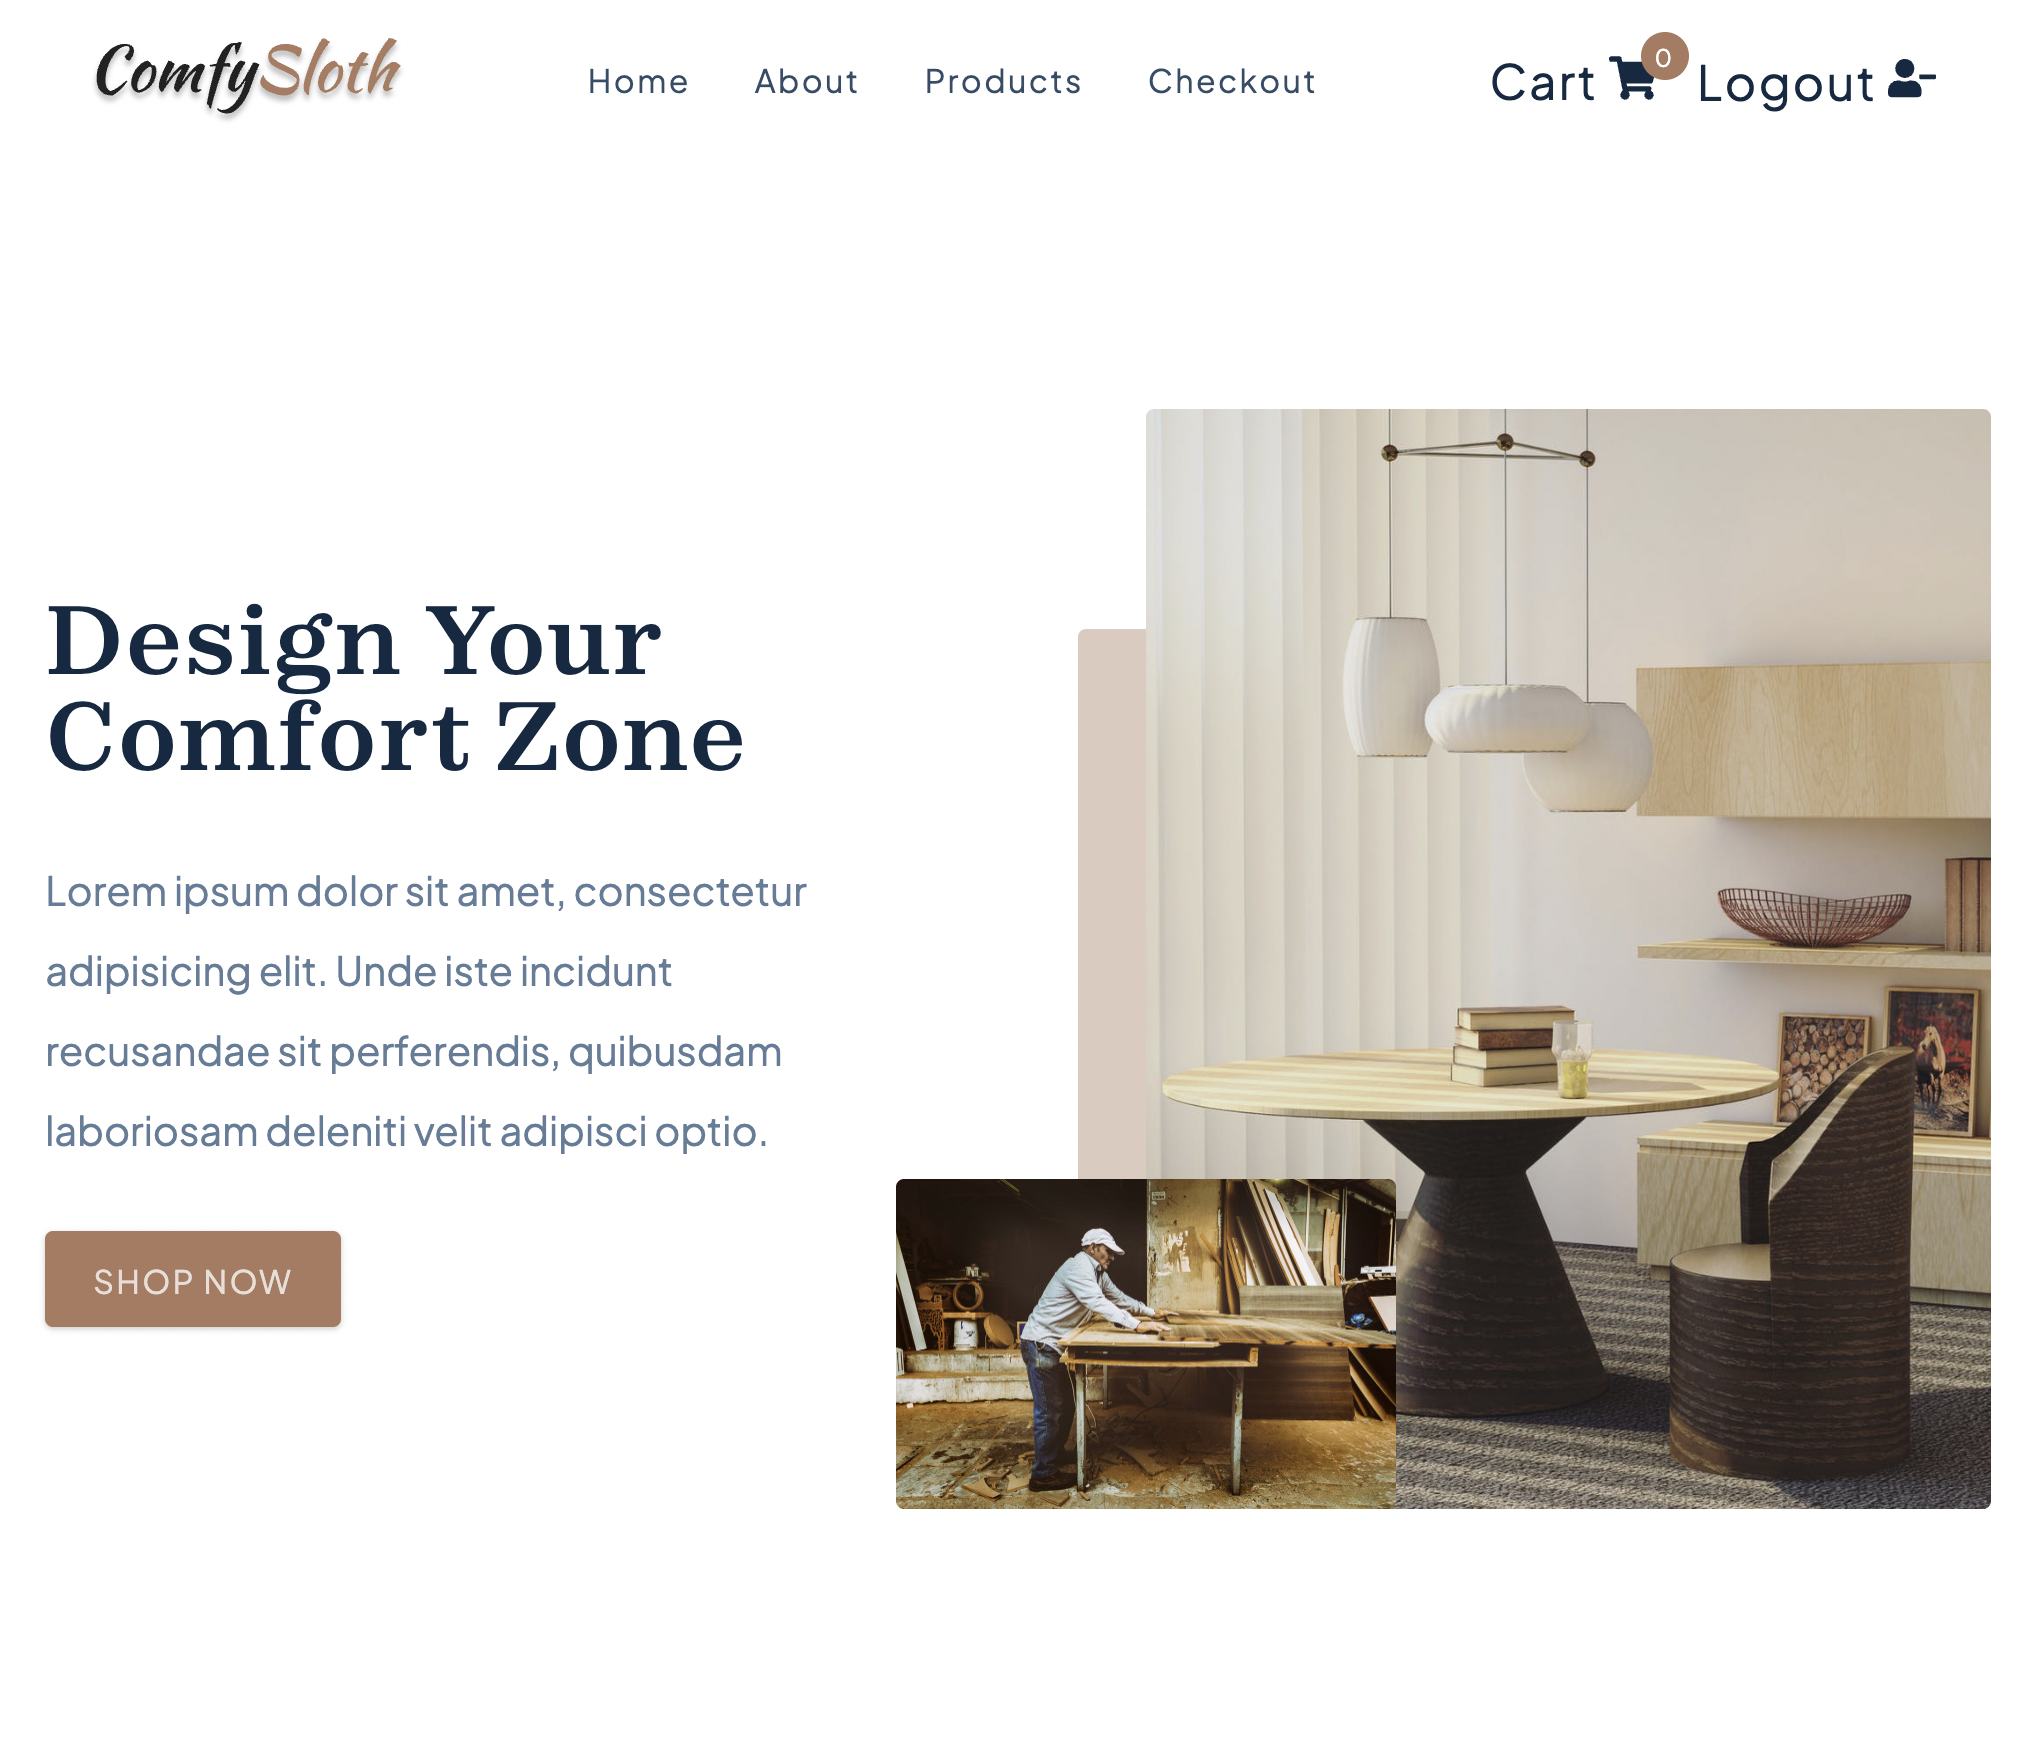 ComfySloth
Home About Products Checkout
Cart 0 Logout
Design Your
Comfort Zone
Lorem ipsum dolor sit amet, consectetur
adipisicing elit. Unde iste incidunt
recusandae sit perferendis, quibusdam
laboriosam deleniti velit adipisci optio.
SHOP NOW